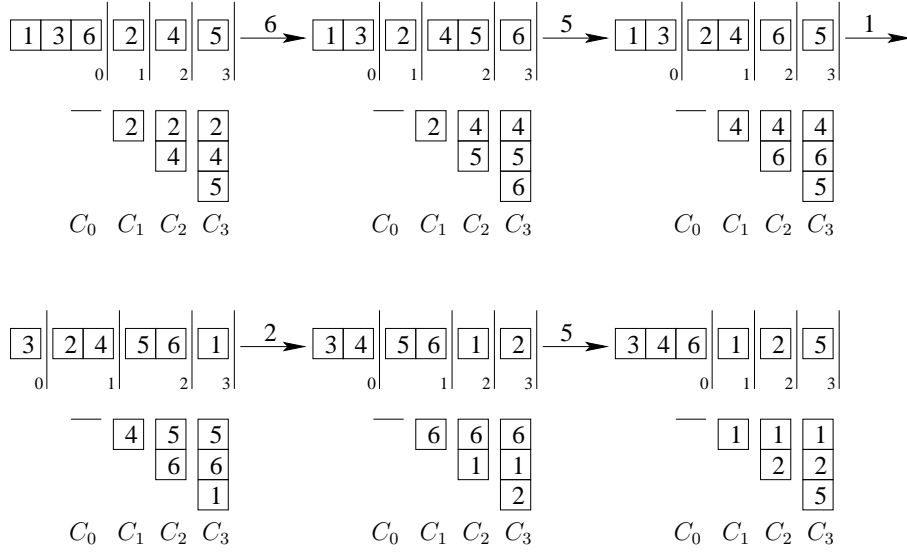 1 3 6 2 4 5 6 1 3 2 4 5 6 5 1 3 2 4 6 5 1
0 1 2 3 0 1 2 3 0 1 2 3
2 2 2 2 4 4 4 4 4
4 4 5 5 6 6
5 6 5
C0 C1 C2 C3 C0 C1 C2 C3 C0 C1 C2 C3
3 2 4 5 6 1 2 3 4 5 6 1 2 5 3 4 6 1 2 5
0 1 2 3 0 1 2 3 0 1 2 3
4 5 5 6 6 6 1 1 1
6 6 1 1 2 2
1 2 5
C0 C1 C2 C3 C0 C1 C2 C3 C0 C1 C2 C3